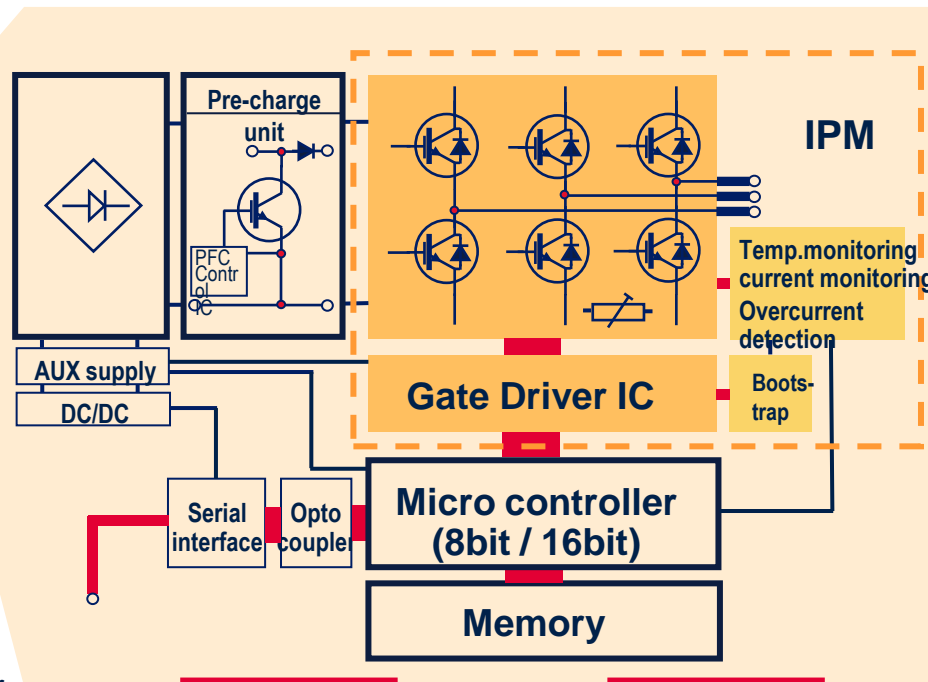 Pre-charge
unit
IPM
PFC
Contr
ol
IC
Temp.monitoring
current monitoring
Overcurrent
detection
AUX supply
DC/DC
Gate Driver IC
Boots-
trap
Serial
interface
Opto
coupler
Micro controller
(8bit / 16bit)
Memory